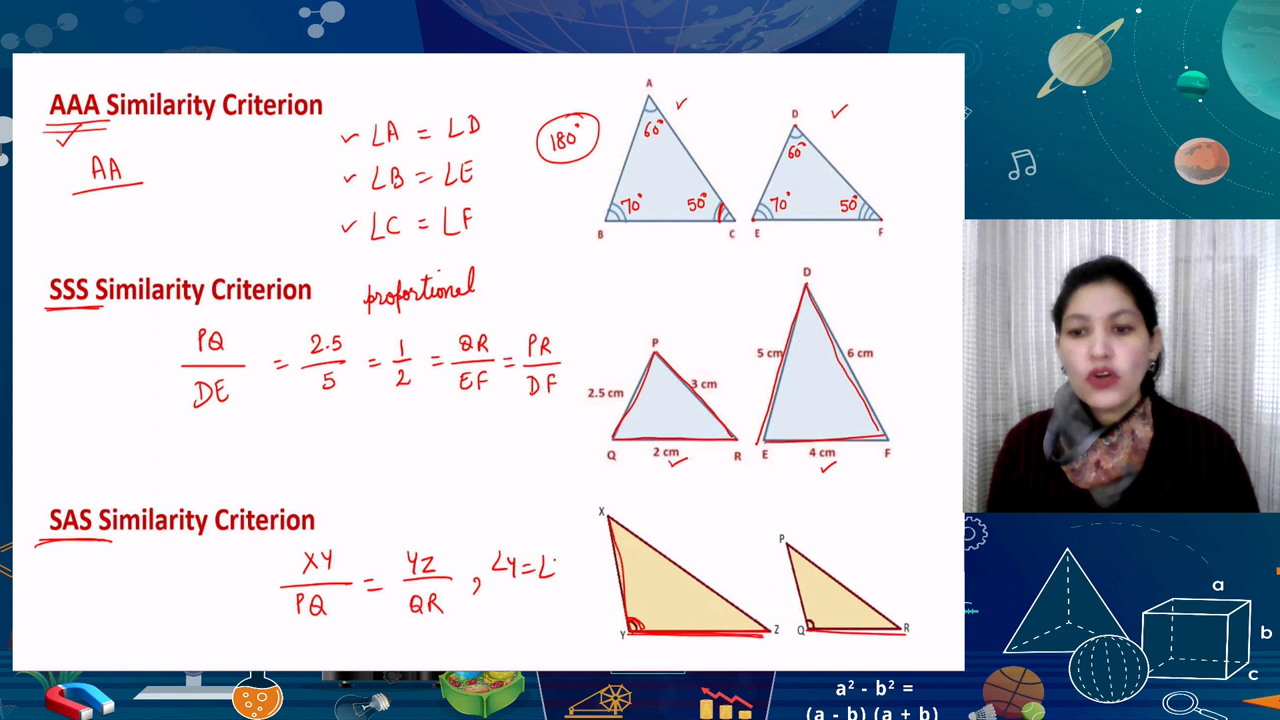 AAA Similarity Criterion
AA
∠A = ∠D
∠B = ∠E
∠C = ∠F
180°
A
60°
70°
50°
B
C
D
60°
70°
50°
E
F
SSS Similarity Criterion
proportional
PQ/DE = 2.5/5 = 1/2 = QR/EF = PR/DF
P
2.5 cm
3 cm
Q
2 cm
R
D
5 cm
6 cm
E
4 cm
F
SAS Similarity Criterion
XY/PQ = YZ/QR , ∠Y=∠
X
Y
Z
P
Q
R
a
b
c
a² - b² =
(a - b) (a + b)